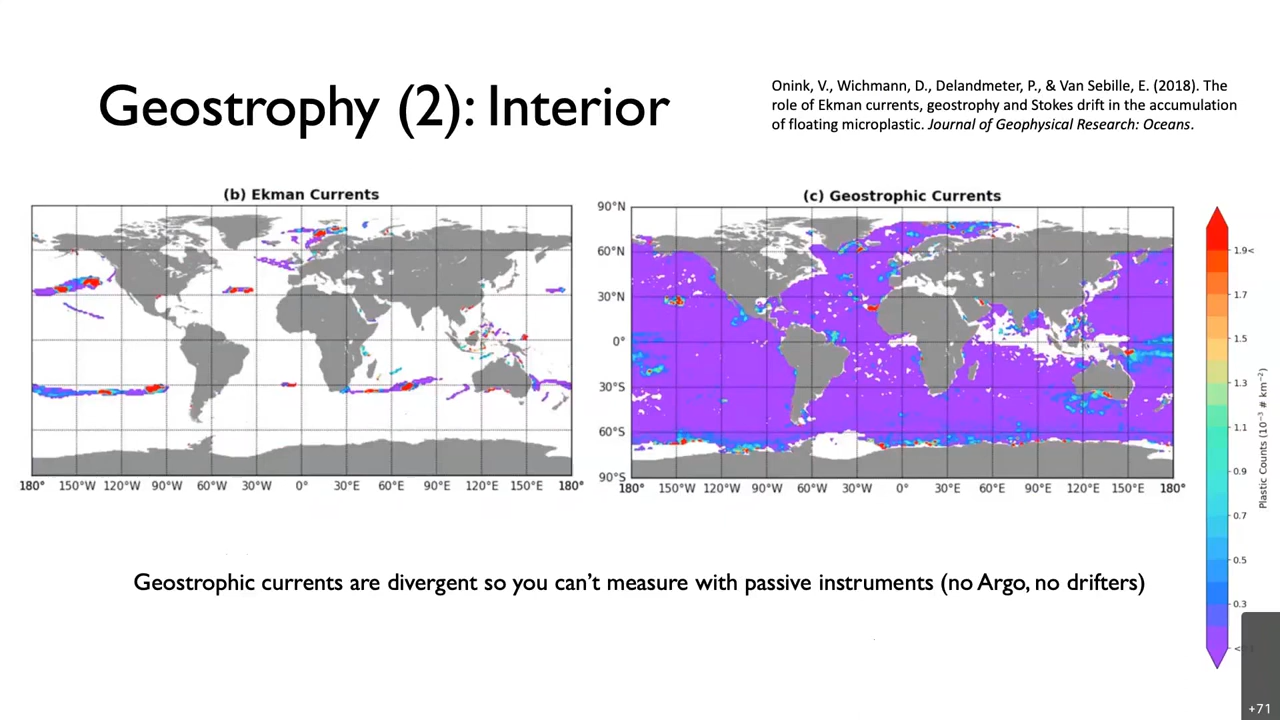 Geostrophy (2): Interior
Onink, V., Wichmann, D., Delandmeter, P., & Van Sebille, E. (2018). The
role of Ekman currents, geostrophy and Stokes drift in the accumulation
of floating microplastic. Journal of Geophysical Research: Oceans.
(b) Ekman Currents
180° 150°W 120°W 90°W 60°W 30°W 0° 30°E 60°E 90°E 120°E 150°E 180°
(c) Geostrophic Currents
90°N
60°N
30°N
0°
30°S
60°S
90°S
180° 150°W 120°W 90°W 60°W 30°W 0° 30°E 60°E 90°E 120°E 150°E 180°
1.9<
1.7
1.5
1.3
1.1
0.9
0.7
0.5
0.3
Plastic Counts (10⁻³ # km⁻²)
Geostrophic currents are divergent so you can’t measure with passive instruments (no Argo, no drifters)
+71